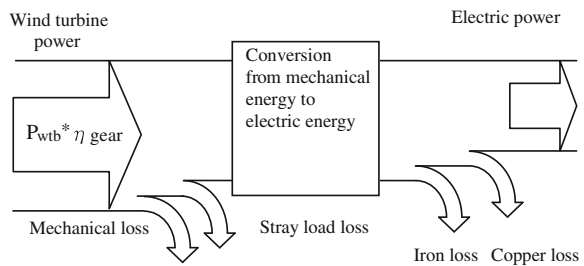 Wind turbine
power
Electric power
Conversion
from mechanical
energy to
electric energy
Pwtb* η gear
Mechanical loss
Stray load loss
Iron loss
Copper loss